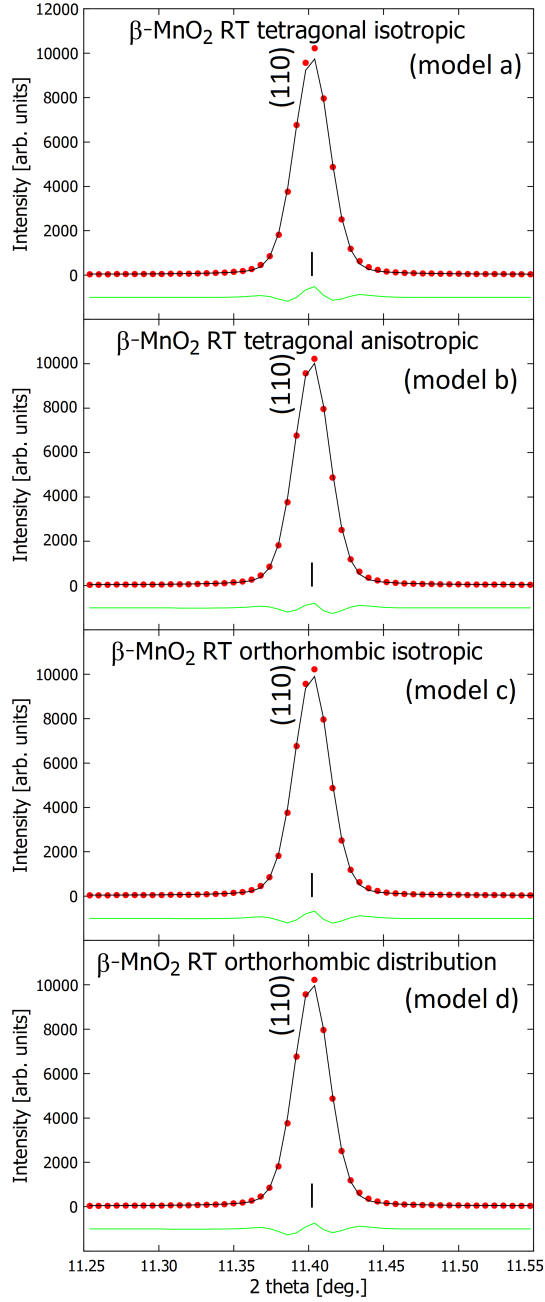 12000
β-MnO2 RT tetragonal isotropic
(model a)
(110)
10000
8000
6000
4000
2000
0
Intensity [arb. units]
β-MnO2 RT tetragonal anisotropic
(model b)
(110)
10000
8000
6000
4000
2000
0
Intensity [arb. units]
β-MnO2 RT orthorhombic isotropic
(model c)
(110)
10000
8000
6000
4000
2000
0
Intensity [arb. units]
β-MnO2 RT orthorhombic distribution
(model d)
(110)
10000
8000
6000
4000
2000
0
Intensity [arb. units]
11.25 11.30 11.35 11.40 11.45 11.50 11.55
2 theta [deg.]